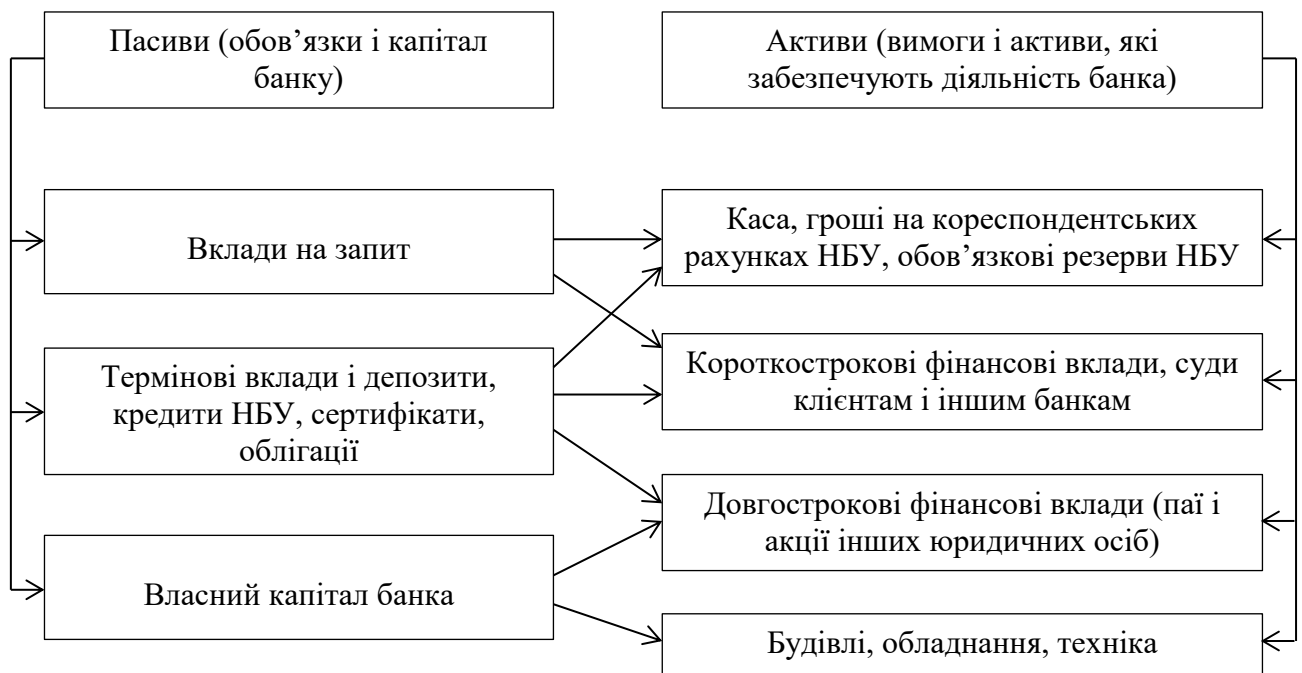 Пасиви (обов’язки і капітал
банку)
Активи (вимоги і активи, які
забезпечують діяльність банка)
Вклади на запит
Каса, гроші на кореспондентських
рахунках НБУ, обов’язкові резерви НБУ
Термінові вклади і депозити,
кредити НБУ, сертифікати,
облігації
Короткострокові фінансові вклади, суди
клієнтам і іншим банкам
Довгострокові фінансові вклади (паї і
акції інших юридичних осіб)
Власний капітал банка
Будівлі, обладнання, техніка